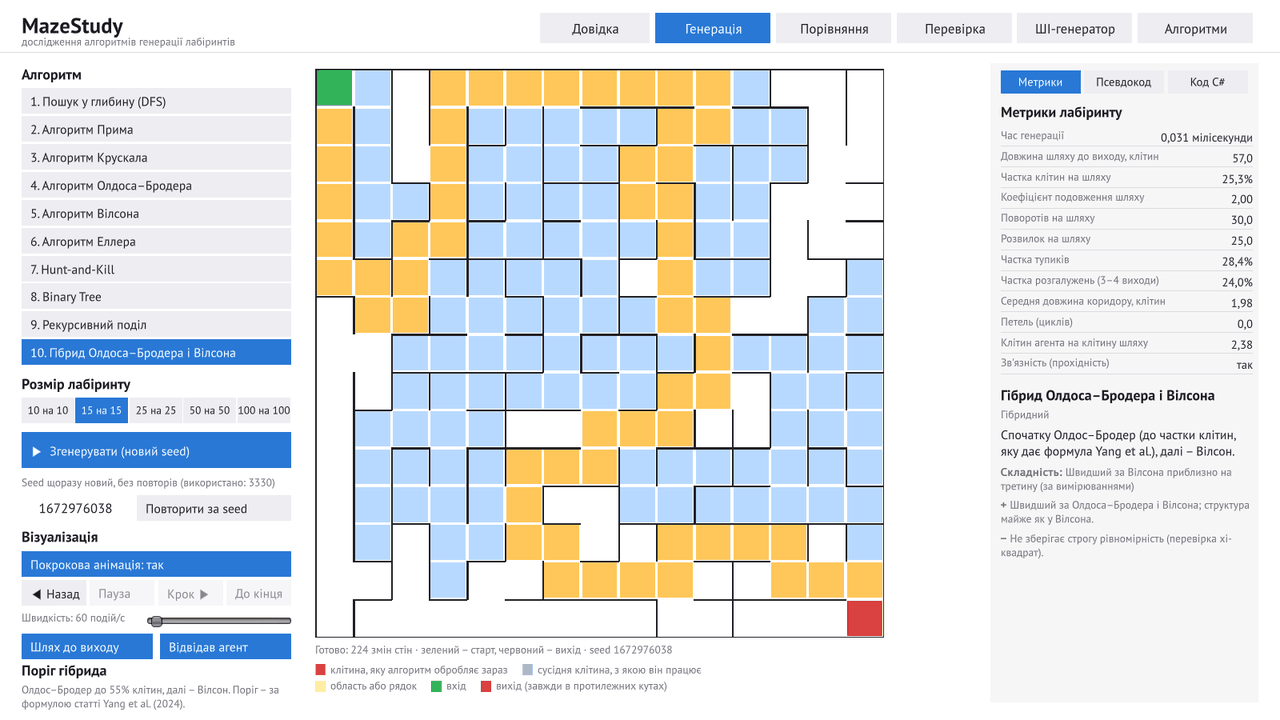 MazeStudy
дослідження алгоритмів генерації лабіринтів
Довідка
Генерація
Порівняння
Перевірка
ШІ-генератор
Алгоритми
Алгоритм
1. Пошук у глибину (DFS)
2. Алгоритм Прима
3. Алгоритм Крускала
4. Алгоритм Олдоса–Бродера
5. Алгоритм Вілсона
6. Алгоритм Еллера
7. Hunt-and-Kill
8. Binary Tree
9. Рекурсивний поділ
10. Гібрид Олдоса–Бродера і Вілсона
Розмір лабіринту
10 на 10
15 на 15
25 на 25
50 на 50
100 на 100
Згенерувати (новий seed)
Seed щоразу новий, без повторів (використано: 3330)
1672976038
Повторити за seed
Візуалізація
Покрокова анімація: так
Назад
Пауза
Крок
До кінця
Швидкість: 60 подій/с
Шлях до виходу
Відвідав агент
Поріг гібрида
Олдос–Бродер до 55% клітин, далі – Вілсон. Поріг – за
формулою статті Yang et al. (2024).
Готово: 224 змін стін · зелений – старт, червоний – вихід · seed 1672976038
клітина, яку алгоритм обробляє зараз
сусідня клітина, з якою він працює
область або рядок
вхід
вихід (завжди в протилежних кутах)
Метрики
Псевдокод
Код C#
Метрики лабіринту
Час генерації 0,031 мілісекунди
Довжина шляху до виходу, клітин 57,0
Частка клітин на шляху 25,3%
Коефіцієнт подовження шляху 2,00
Поворотів на шляху 30,0
Розвилок на шляху 25,0
Частка тупиків 28,4%
Частка розгалужень (3–4 виходи) 24,0%
Середня довжина коридору, клітин 1,98
Петель (циклів) 0,0
Клітин агента на клітину шляху 2,38
Зв'язність (прохідність) так
Гібрид Олдоса–Бродера і Вілсона
Гібридний
Спочатку Олдос–Бродер (до частки клітин,
яку дає формула Yang et al.), далі – Вілсон.
Складність: Швидший за Вілсона приблизно на
третину (за вимірюваннями)
+ Швидший за Олдоса–Бродера і Вілсона; структура
майже як у Вілсона.
– Не зберігає строгу рівномірність (перевірка хі-
квадрат).